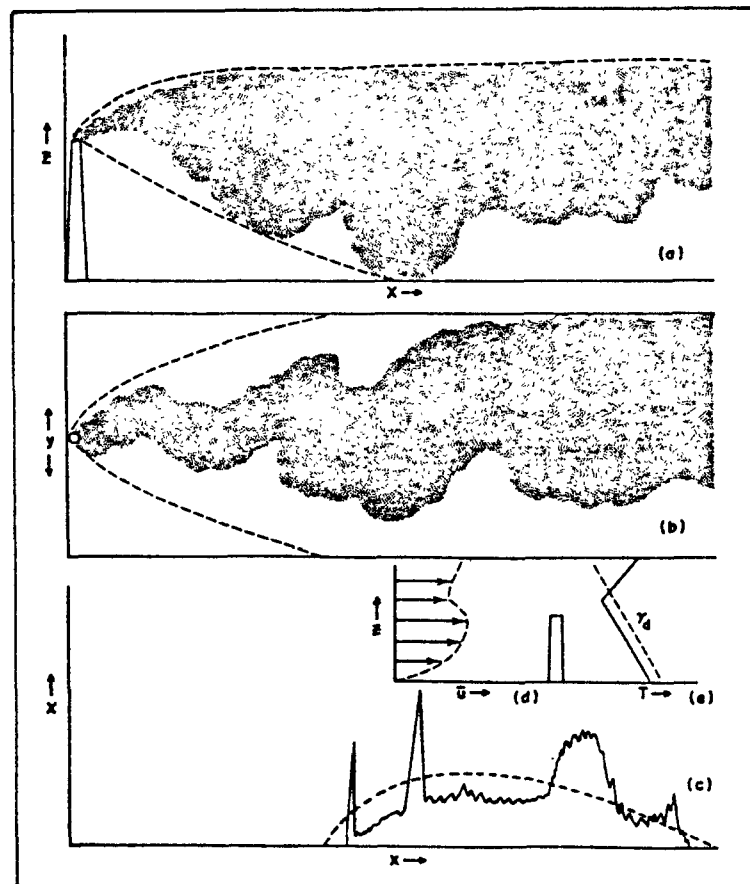 ↑ Z
(a)
X →
← y →
(b)
↑ Z
γd
ū → (d) T → (e)
↑ X
(c)
X →